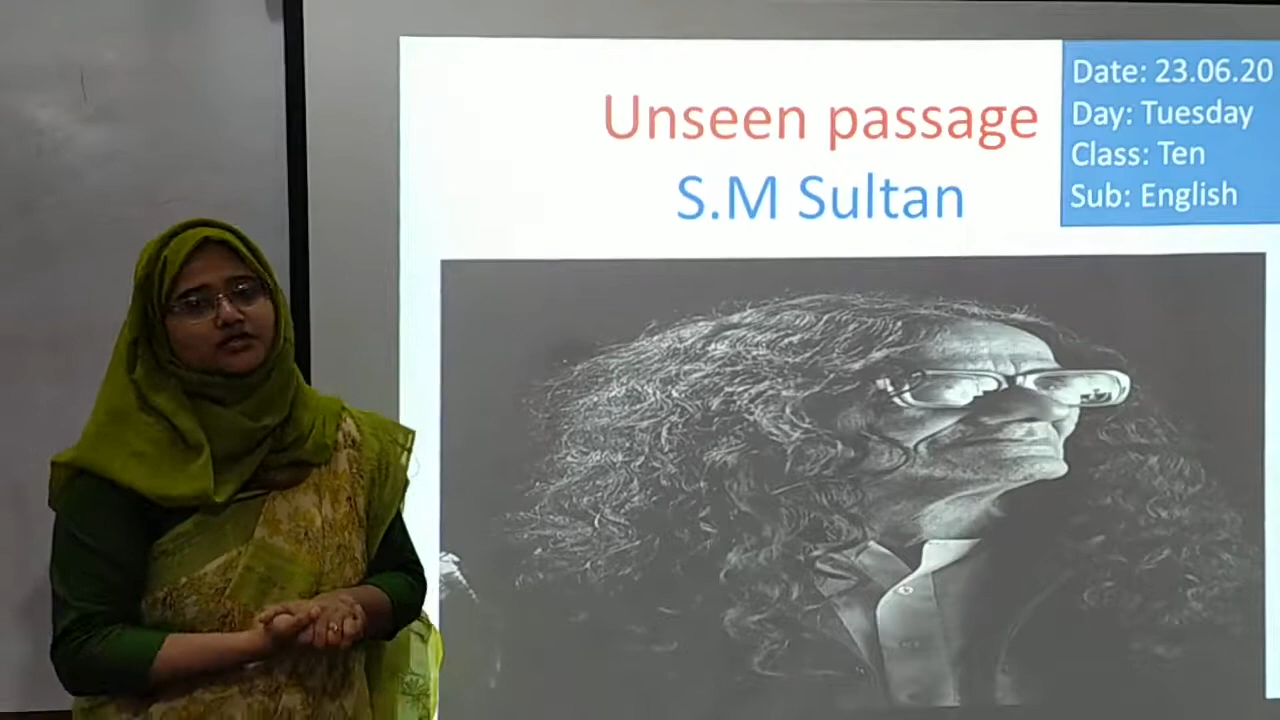 Unseen passage
S.M Sultan
Date: 23.06.20
Day: Tuesday
Class: Ten
Sub: English